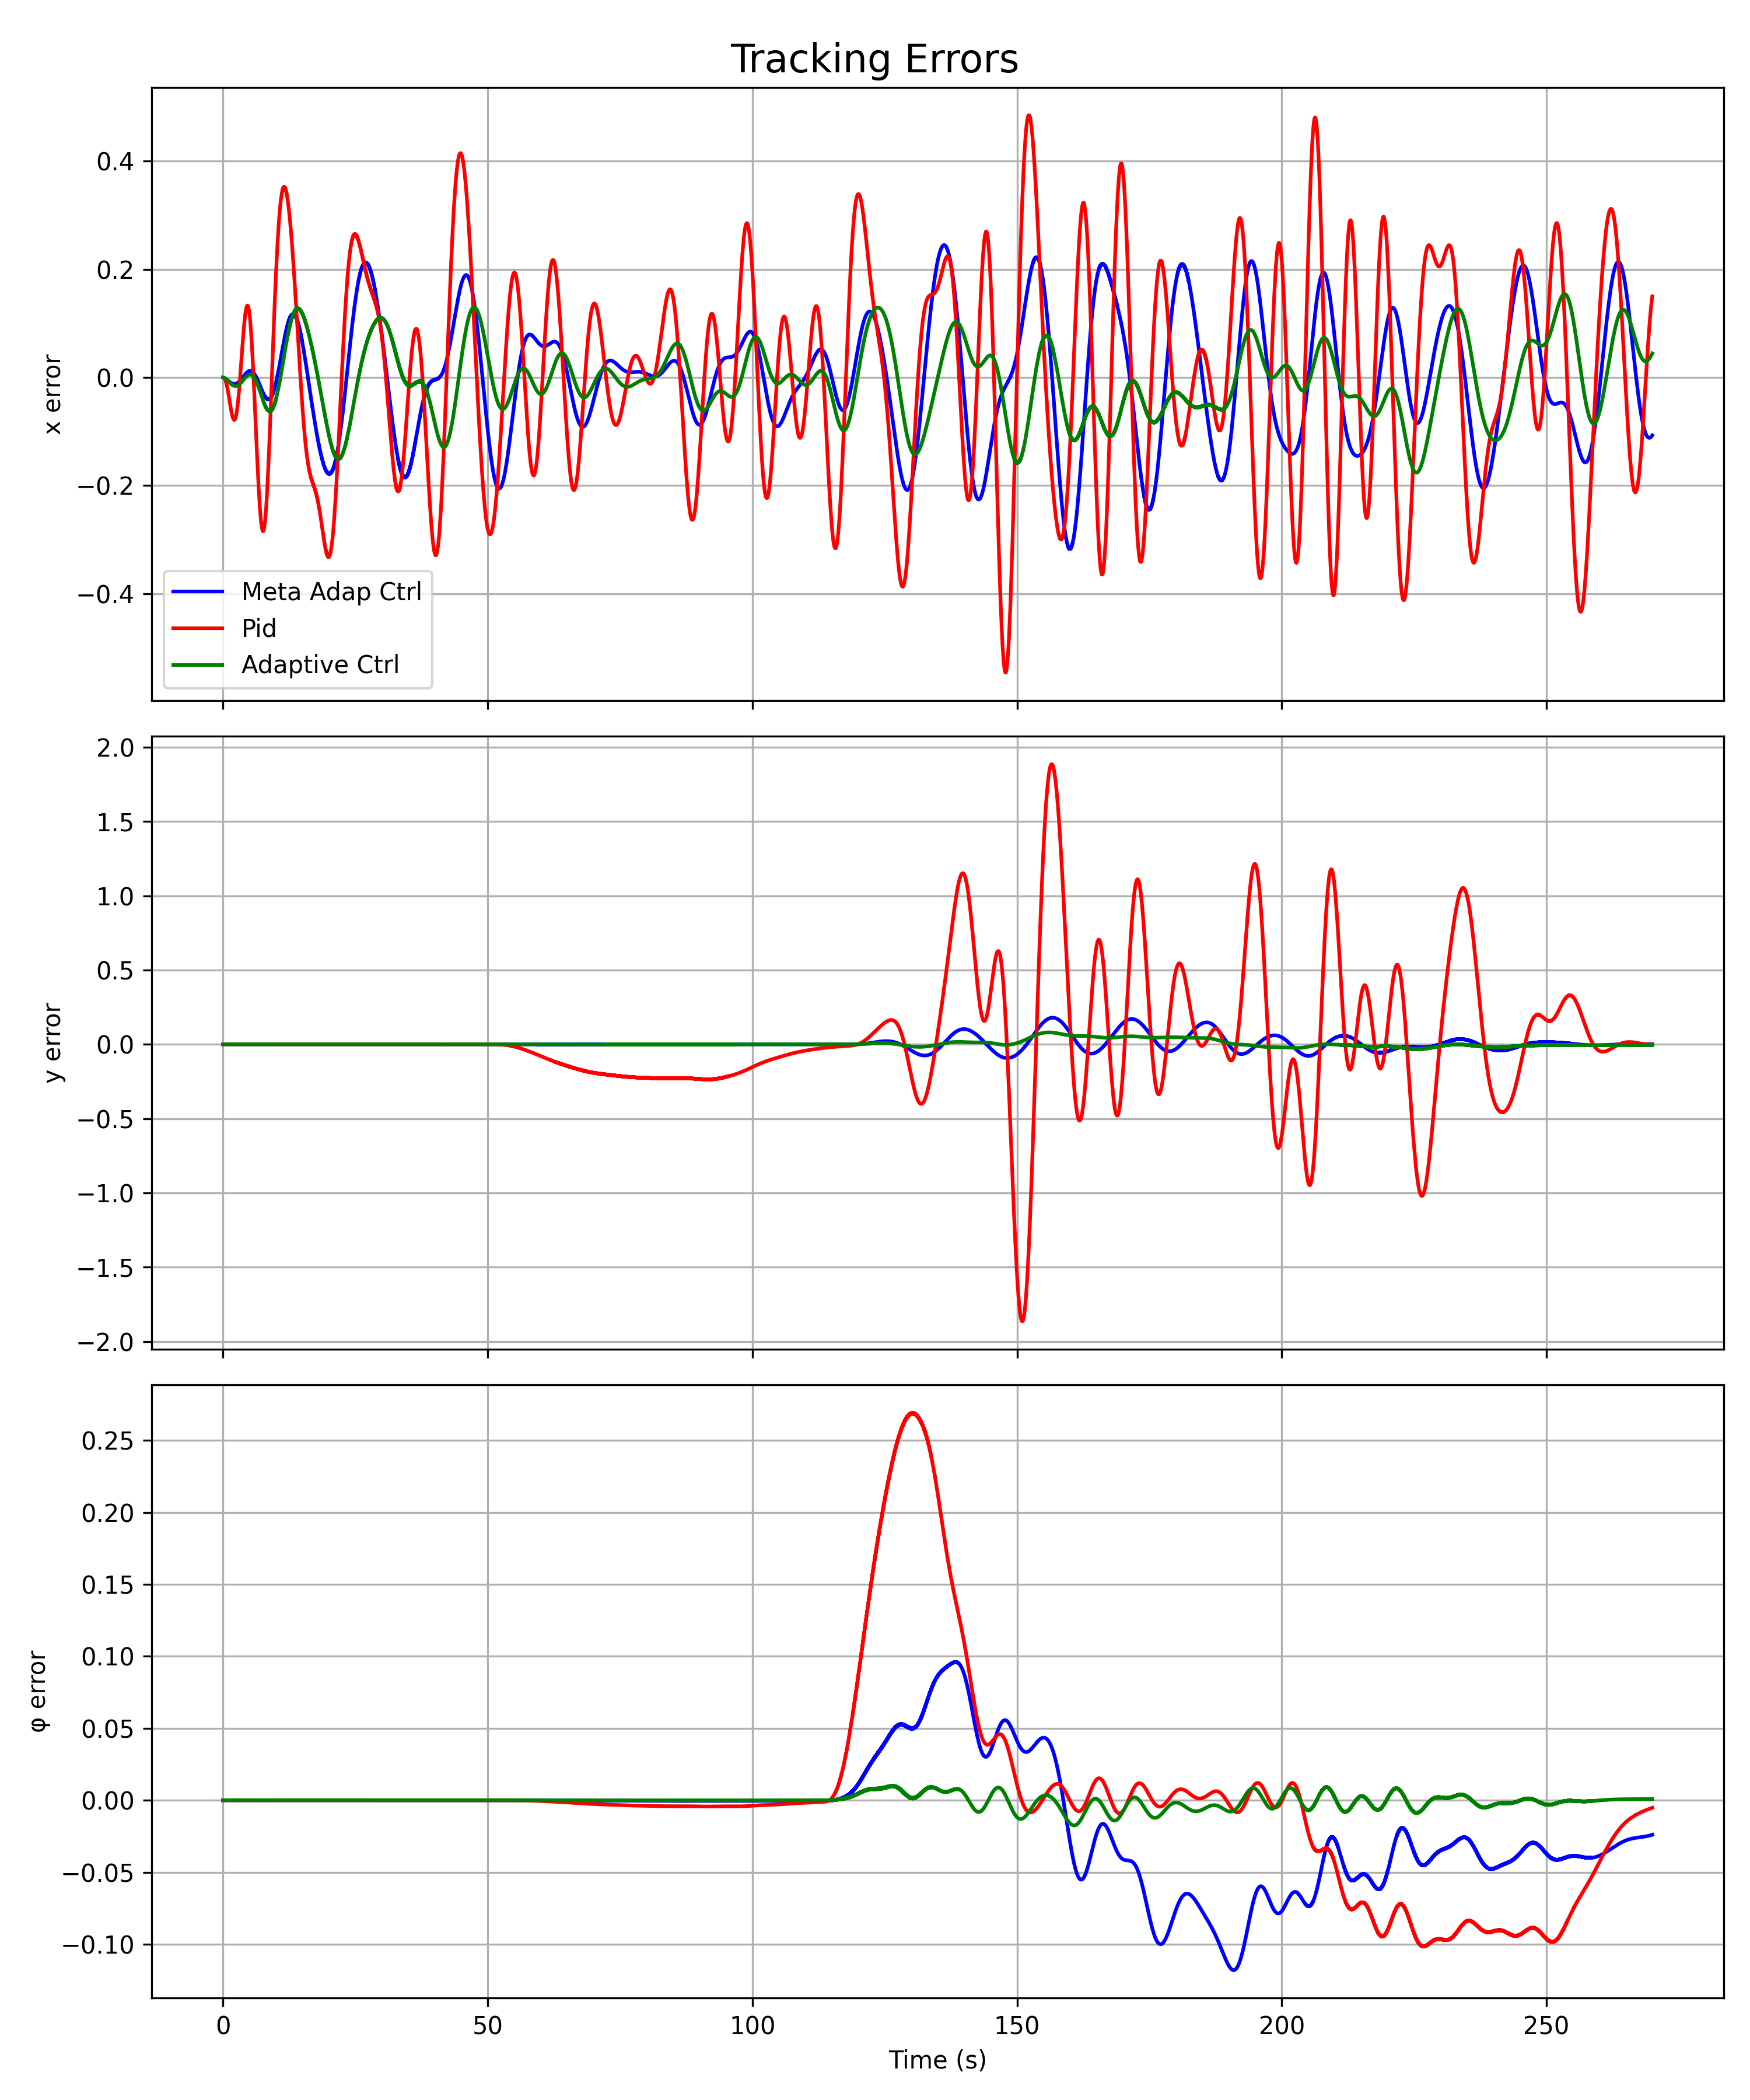 Tracking Errors
0.4
0.2
0.0
−0.2
−0.4
x error
Meta Adap Ctrl
Pid
Adaptive Ctrl
2.0
1.5
1.0
0.5
0.0
−0.5
−1.0
−1.5
−2.0
y error
0.25
0.20
0.15
0.10
0.05
0.00
−0.05
−0.10
φ error
0 50 100 150 200 250
Time (s)